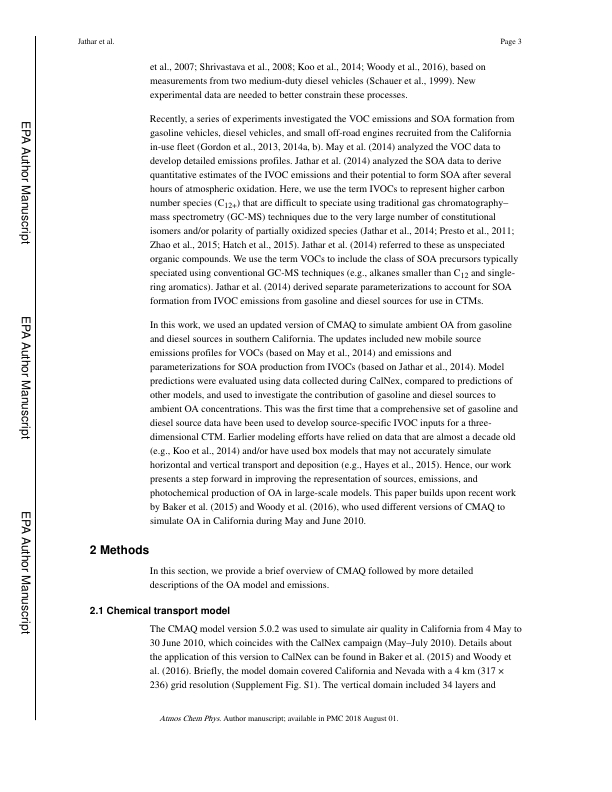 Jathar et al.
Page 3
et al., 2007; Shrivastava et al., 2008; Koo et al., 2014; Woody et al., 2016), based on
measurements from two medium-duty diesel vehicles (Schauer et al., 1999). New
experimental data are needed to better constrain these processes.
Recently, a series of experiments investigated the VOC emissions and SOA formation from
gasoline vehicles, diesel vehicles, and small off-road engines recruited from the California
in-use fleet (Gordon et al., 2013, 2014a, b). May et al. (2014) analyzed the VOC data to
develop detailed emissions profiles. Jathar et al. (2014) analyzed the SOA data to derive
quantitative estimates of the IVOC emissions and their potential to form SOA after several
hours of atmospheric oxidation. Here, we use the term IVOCs to represent higher carbon
number species (C12+) that are difficult to speciate using traditional gas chromatography–
mass spectrometry (GC-MS) techniques due to the very large number of constitutional
isomers and/or polarity of partially oxidized species (Jathar et al., 2014; Presto et al., 2011;
Zhao et al., 2015; Hatch et al., 2015). Jathar et al. (2014) referred to these as unspeciated
organic compounds. We use the term VOCs to include the class of SOA precursors typically
speciated using conventional GC-MS techniques (e.g., alkanes smaller than C12 and single-
ring aromatics). Jathar et al. (2014) derived separate parameterizations to account for SOA
formation from IVOC emissions from gasoline and diesel sources for use in CTMs.
In this work, we used an updated version of CMAQ to simulate ambient OA from gasoline
and diesel sources in southern California. The updates included new mobile source
emissions profiles for VOCs (based on May et al., 2014) and emissions and
parameterizations for SOA production from IVOCs (based on Jathar et al., 2014). Model
predictions were evaluated using data collected during CalNex, compared to predictions of
other models, and used to investigate the contribution of gasoline and diesel sources to
ambient OA concentrations. This was the first time that a comprehensive set of gasoline and
diesel source data have been used to develop source-specific IVOC inputs for a three-
dimensional CTM. Earlier modeling efforts have relied on data that are almost a decade old
(e.g., Koo et al., 2014) and/or have used box models that may not accurately simulate
horizontal and vertical transport and deposition (e.g., Hayes et al., 2015). Hence, our work
presents a step forward in improving the representation of sources, emissions, and
photochemical production of OA in large-scale models. This paper builds upon recent work
by Baker et al. (2015) and Woody et al. (2016), who used different versions of CMAQ to
simulate OA in California during May and June 2010.
2 Methods
In this section, we provide a brief overview of CMAQ followed by more detailed
descriptions of the OA model and emissions.
2.1 Chemical transport model
The CMAQ model version 5.0.2 was used to simulate air quality in California from 4 May to
30 June 2010, which coincides with the CalNex campaign (May–July 2010). Details about
the application of this version to CalNex can be found in Baker et al. (2015) and Woody et
al. (2016). Briefly, the model domain covered California and Nevada with a 4 km (317 ×
236) grid resolution (Supplement Fig. S1). The vertical domain included 34 layers and
Atmos Chem Phys. Author manuscript; available in PMC 2018 August 01.
EPA Author Manuscript
EPA Author Manuscript
EPA Author Manuscript